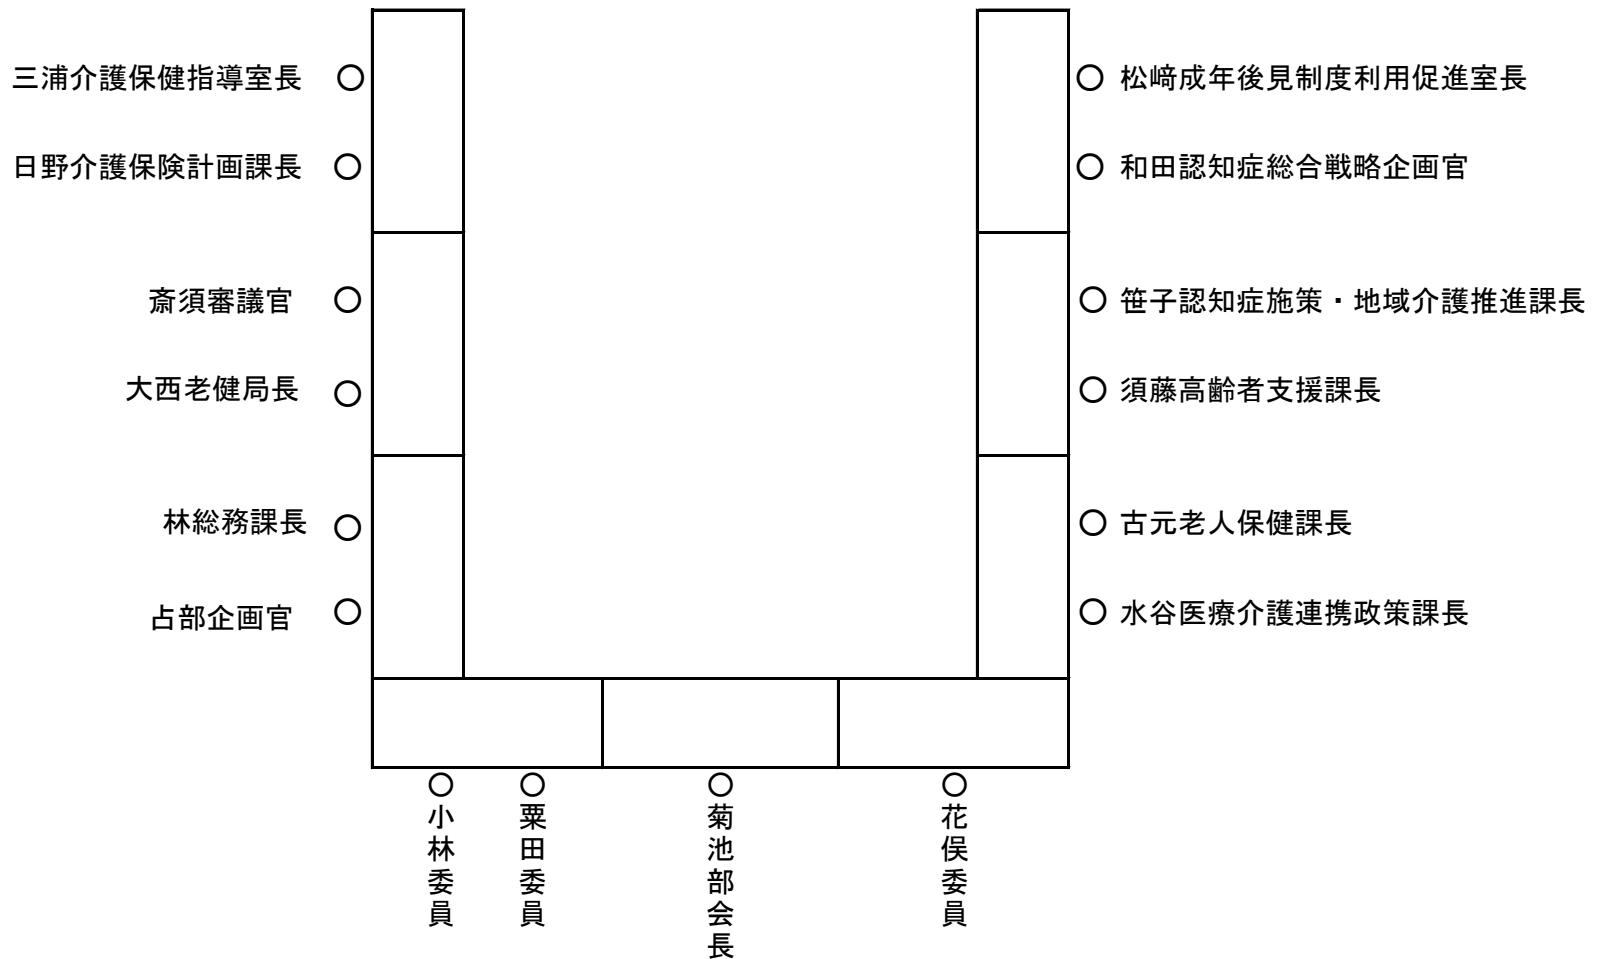 三浦介護保健指導室長
日野介護保険計画課長
斎須審議官
大西老健局長
林総務課長
占部企画官
松﨑成年後見制度利用促進室長
和田認知症総合戦略企画官
笹子認知症施策・地域介護推進課長
須藤高齢者支援課長
古元老人保健課長
水谷医療介護連携政策課長
小林委員
粟田委員
菊池部会長
花俣委員